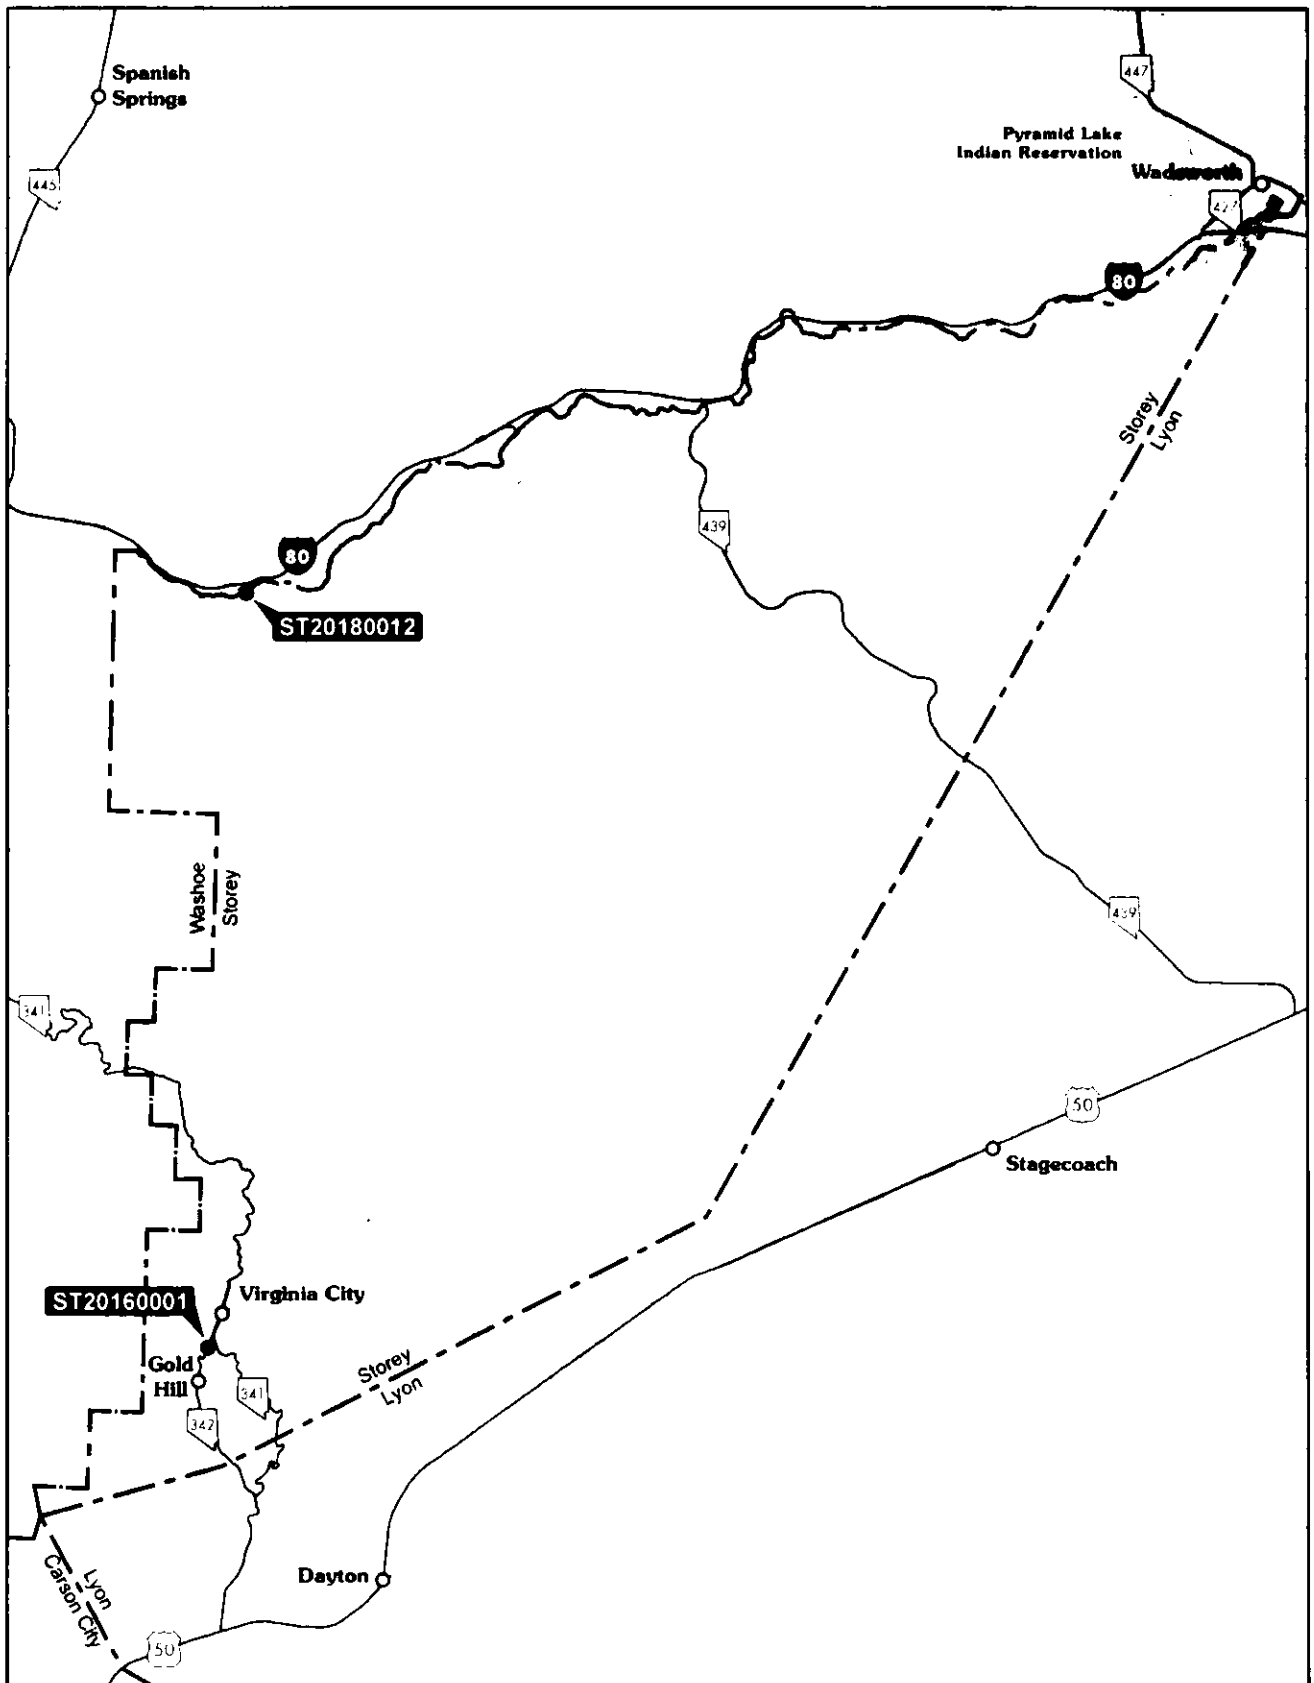 Spanish
Springs
447
Pyramid Lake
Indian Reservation
Wadsworth
445
427
80
Storey
Lyon
439
80
ST20180012
Washoe
Storey
439
341
50
Stagecoach
Virginia City
ST20160001
Gold
Hill
341
Storey
Lyon
342
Dayton
Lyon
Carson City
50